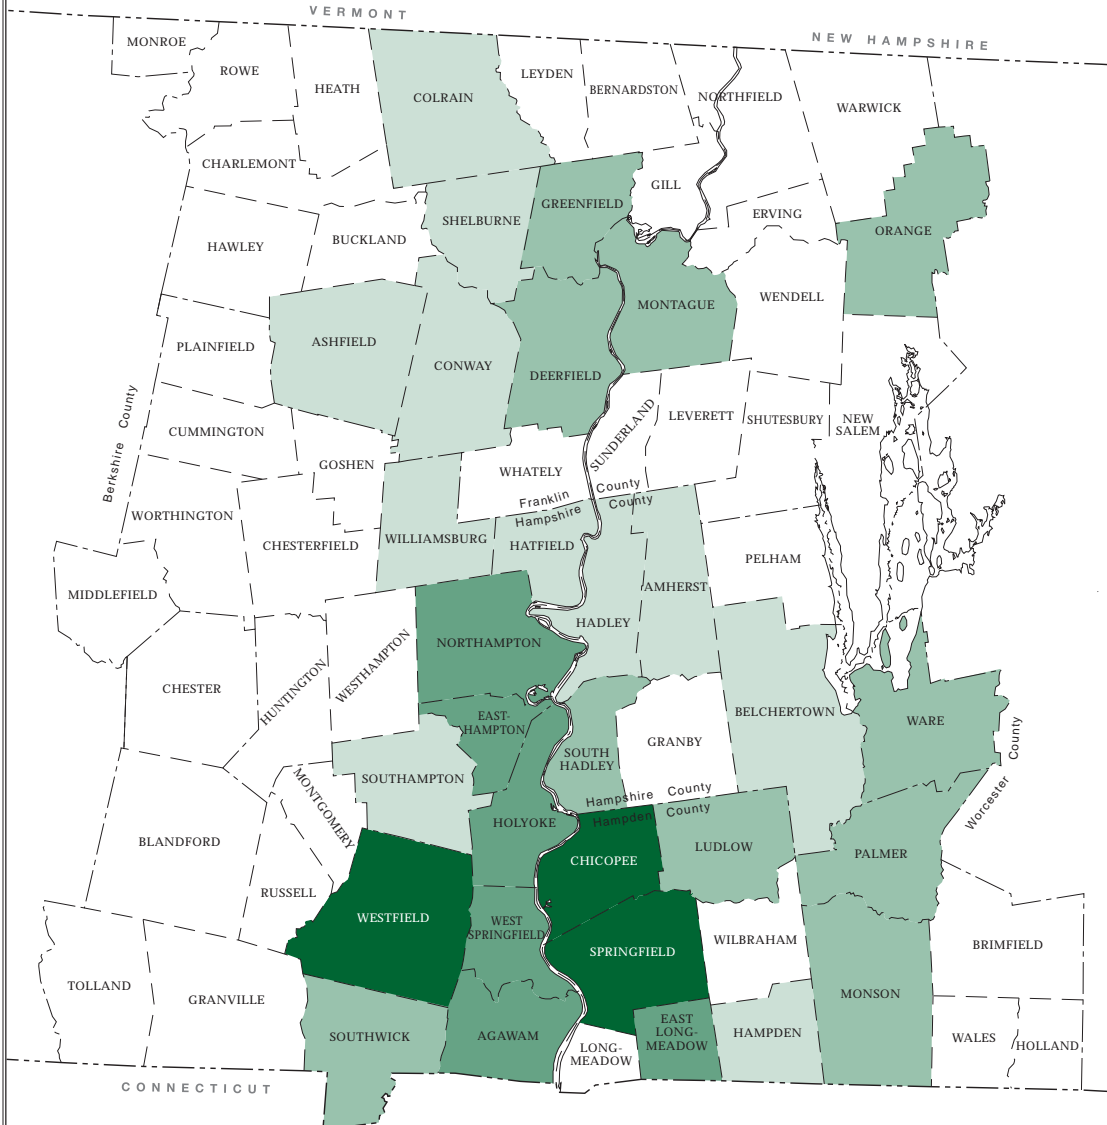 VERMONT
NEW HAMPSHIRE
MONROE
ROWE
HEATH
COLRAIN
LEYDEN
BERNARDSTON
NORTHFIELD
WARWICK
CHARLEMONT
GILL
SHELBURNE
GREENFIELD
ERVING
HAWLEY
BUCKLAND
ORANGE
MONTAGUE
WENDELL
PLAINFIELD
ASHFIELD
CONWAY
DEERFIELD
Berkshire County
CUMMINGTON
GOSHEN
WHATELY
SUNDERLAND
LEVERETT
SHUTESBURY
NEW
SALEM
Franklin County
Hampshire County
WORTHINGTON
CHESTERFIELD
WILLIAMSBURG
HATFIELD
PELHAM
MIDDLEFIELD
AMHERST
HADLEY
NORTHAMPTON
CHESTER
HUNTINGTON
WESTHAMPTON
EAST-
HAMPTON
BELCHERTOWN
WARE
SOUTH
HADLEY
GRANBY
SOUTHAMPTON
Hampshire County
Hampden County
Worcester County
MONTGOMERY
HOLYOKE
BLANDFORD
CHICOPEE
LUDLOW
PALMER
RUSSELL
WESTFIELD
WEST
SPRINGFIELD
SPRINGFIELD
WILBRAHAM
BRIMFIELD
TOLLAND
GRANVILLE
MONSON
SOUTHWICK
AGAWAM
EAST
LONG-
MEADOW
HAMPDEN
LONG-
MEADOW
WALES
HOLLAND
CONNECTICUT